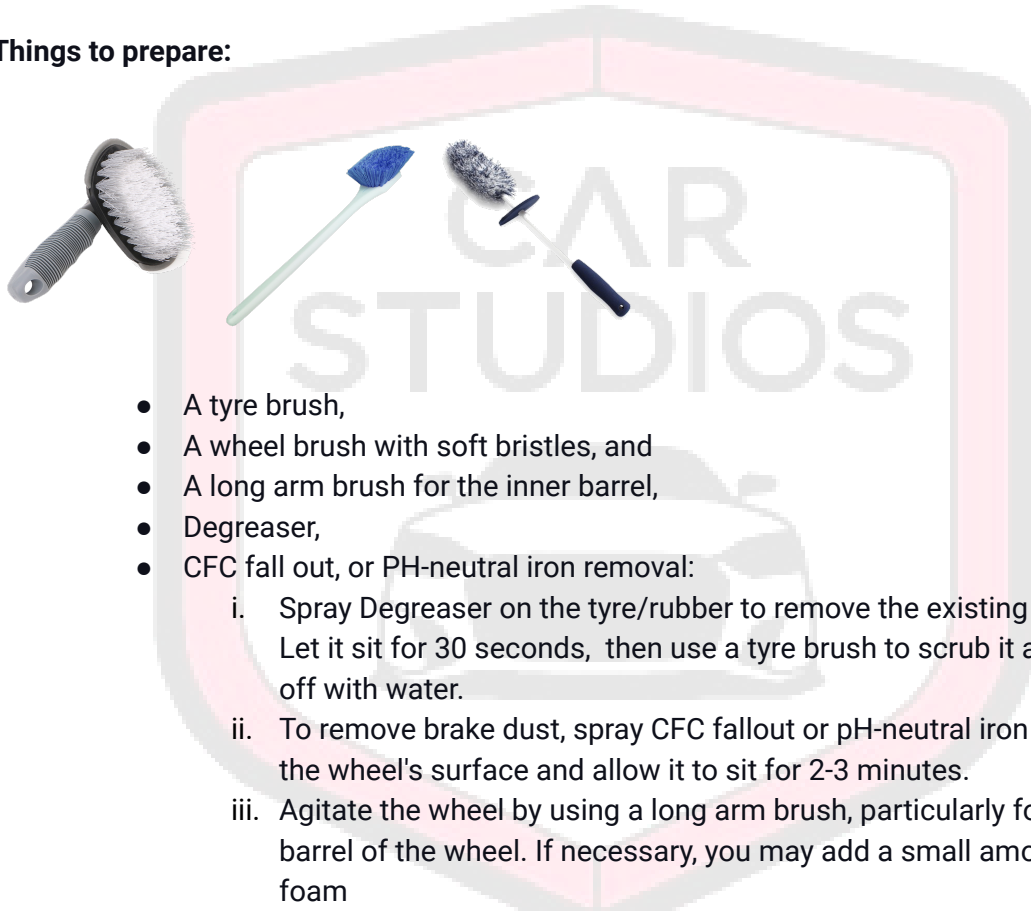 Things to prepare:
CAR
STUDIOS
● A tyre brush,
● A wheel brush with soft bristles, and
● A long arm brush for the inner barrel,
● Degreaser,
● CFC fall out, or PH-neutral iron removal:
i. Spray Degreaser on the tyre/rubber to remove the existing
Let it sit for 30 seconds, then use a tyre brush to scrub it
off with water.
ii. To remove brake dust, spray CFC fallout or pH-neutral iron
the wheel's surface and allow it to sit for 2-3 minutes.
iii. Agitate the wheel by using a long arm brush, particularly
barrel of the wheel. If necessary, you may add a small
foam